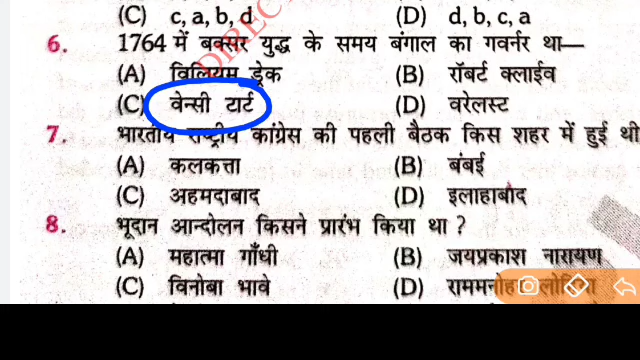 (C) c, a, b, d (D) d, b, c, a
6. 1764 में बक्सर युद्ध के समय बंगाल का गवर्नर था—
(A) विलियम ड्रेक (B) रॉबर्ट क्लाईव
(C) वेन्सी टार्ट (D) वरेलस्ट
7. भारतीय राष्ट्रीय कांग्रेस की पहली बैठक किस शहर में हुई थी
(A) कलकत्ता (B) बंबई
(C) अहमदाबाद (D) इलाहाबाद
8. भूदान आन्दोलन किसने प्रारंभ किया था ?
(A) महात्मा गाँधी (B) जयप्रकाश नारायण
(C) विनोबा भावे (D) राममनोहर लोहिया